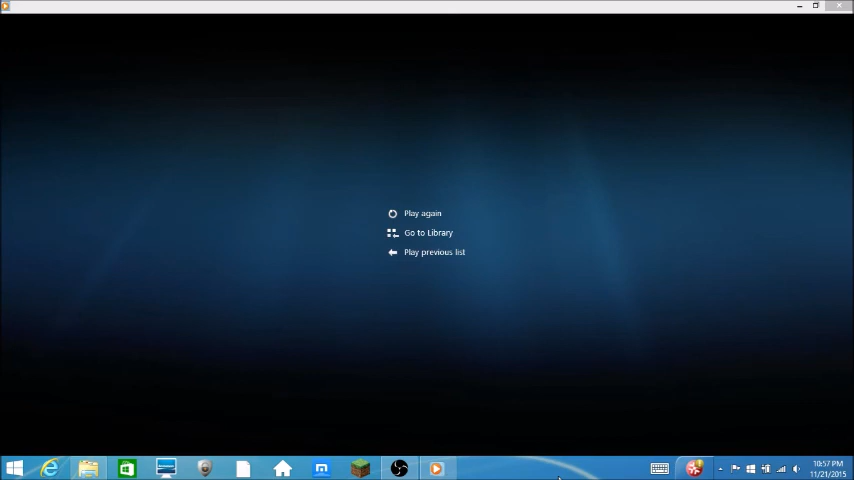 Play again
Go to Library
Play previous list
10:57 PM
11/21/2015